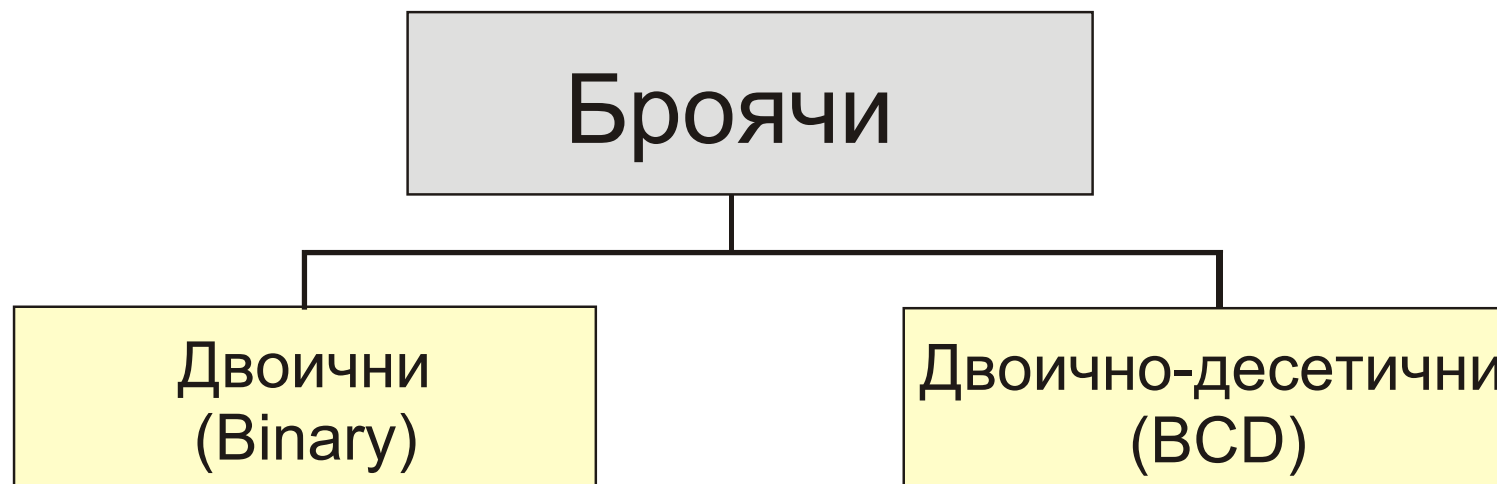 Броячи
Двоични
(Binary)
Двоично-десетични
(BCD)